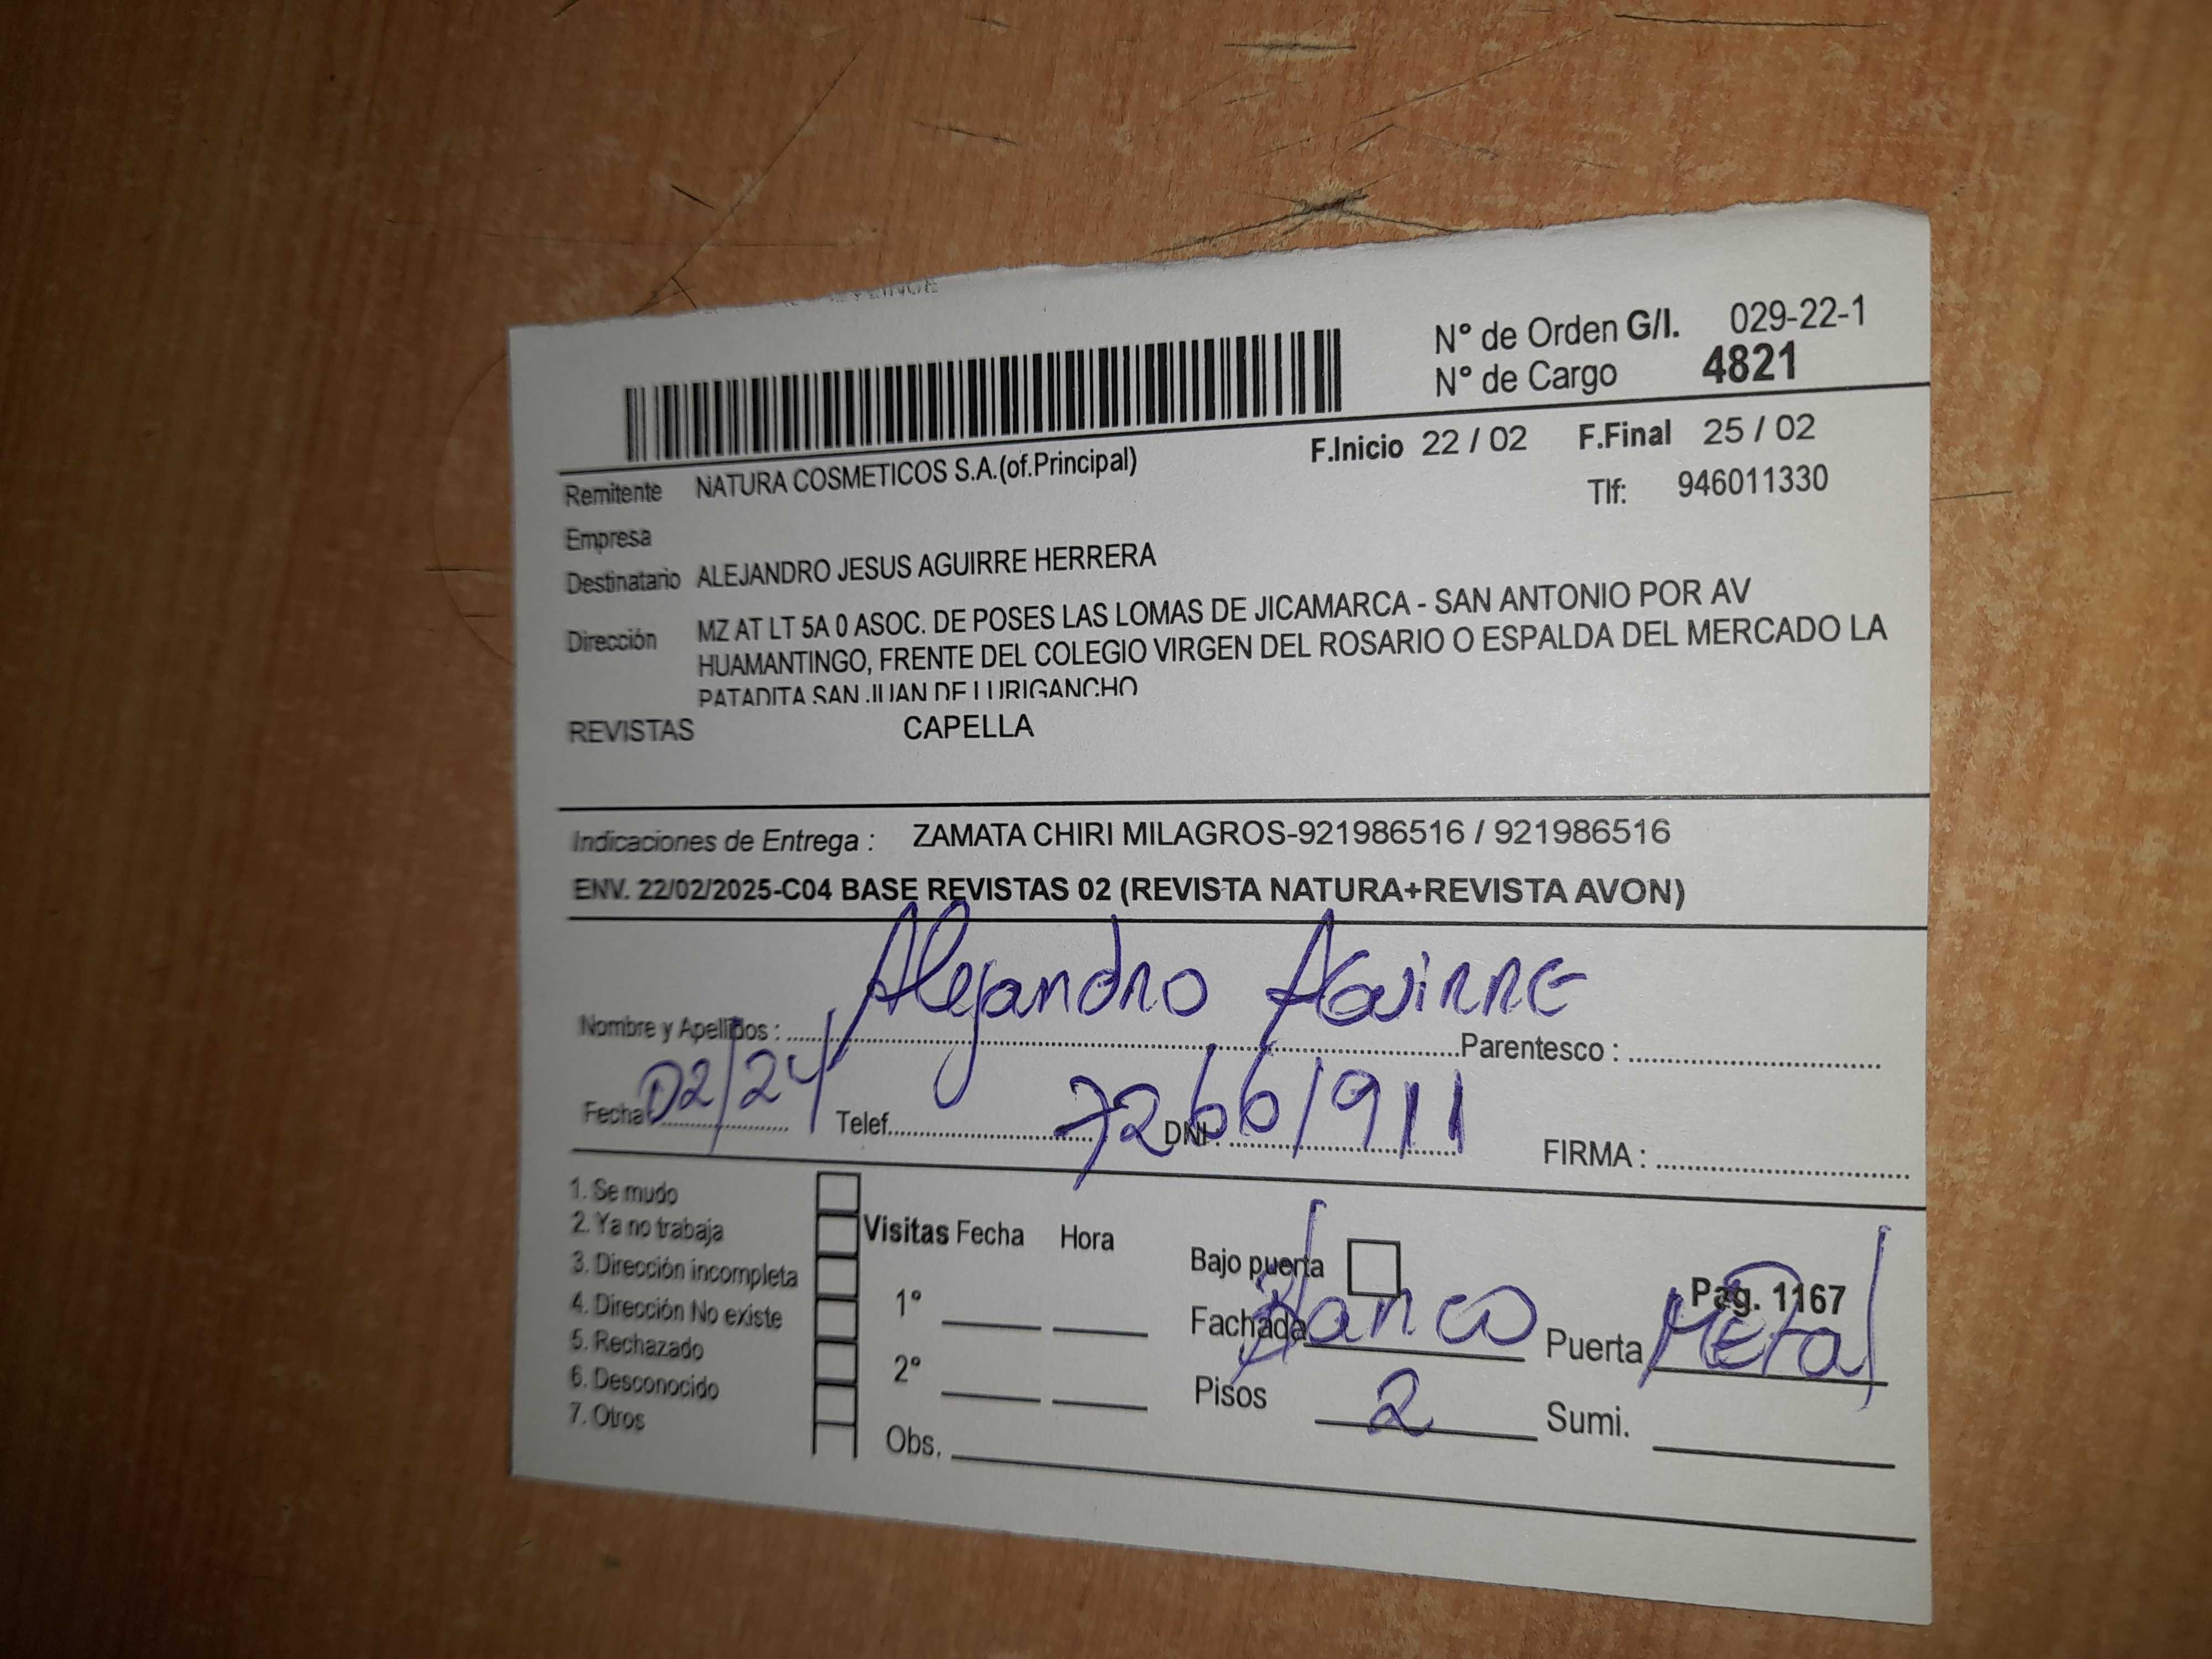 N° de Orden G/I. 029-22-1
N° de Cargo 4821
F.Inicio 22 / 02 F.Final 25 / 02
Remitente NATURA COSMETICOS S.A.(of.Principal)
Tlf: 946011330
Empresa
Destinatario ALEJANDRO JESUS AGUIRRE HERRERA
Dirección MZ AT LT 5A 0 ASOC. DE POSES LAS LOMAS DE JICAMARCA - SAN ANTONIO POR AV
HUAMANTINGO, FRENTE DEL COLEGIO VIRGEN DEL ROSARIO O ESPALDA DEL MERCADO LA
PATADITA SAN JUAN DE LURIGANCHO
REVISTAS CAPELLA
Indicaciones de Entrega : ZAMATA CHIRI MILAGROS-921986516 / 921986516
ENV. 22/02/2025-C04 BASE REVISTAS 02 (REVISTA NATURA+REVISTA AVON)
Nombre y Apellidos : Alejandro Aguirre Parentesco :
Fecha 02/24/ Telef. DNI : 72661911 FIRMA :
1. Se mudo
2. Ya no trabaja
3. Dirección incompleta
4. Dirección No existe
5. Rechazado
6. Desconocido
7. Otros
Visitas Fecha Hora
1°
2°
Obs.
Bajo puerta Pág. 1167
Fachada blanco Puerta Metal
Pisos 2 Sumi.